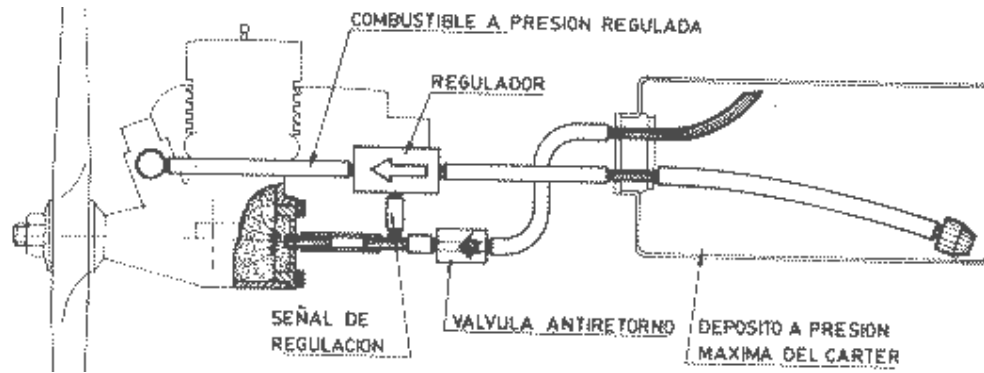 COMBUSTIBLE A PRESION REGULADA
REGULADOR
SEÑAL DE
REGULACION
VALVULA ANTIRETORNO
DEPOSITO A PRESION
MAXIMA DEL CARTER